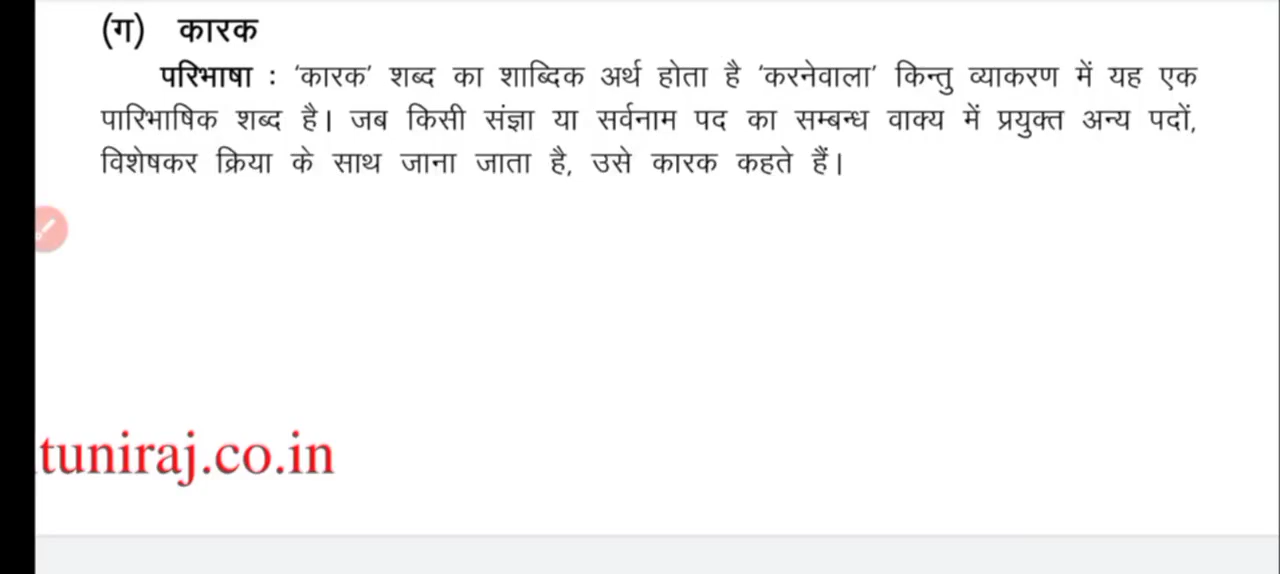 (ग) कारक
परिभाषा : 'कारक' शब्द का शाब्दिक अर्थ होता है 'करनेवाला' किन्तु व्याकरण में यह एक
पारिभाषिक शब्द है। जब किसी संज्ञा या सर्वनाम पद का सम्बन्ध वाक्य में प्रयुक्त अन्य पदों,
विशेषकर क्रिया के साथ जाना जाता है, उसे कारक कहते हैं।
tuniraj.co.in